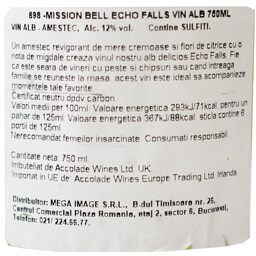 698 -MISSION BELL ECHO FALLS VIN ALB 750ML
VIN ALB - AMESTEC, Alc. 12% vol. Contine SULFITI.
Un amestec revigorant de mere cremoase si flori de citrice cu o
nota de migdale creaza vinul nostru alb delicios Echo Falls. Fie
ca este seara de vineri cu peste si chipsuri sau cand intreaga
familie se reuneste la masa acest vin este ideal sa acompanieze
momentele tale favorite.
Certificat neutru dpdv carbon.
Valori medii per 100ml Valoare energetica 293kJ/71kcal pentru un
pahar de 125ml Valoare energetica 367kJ/88kcal sticla contine 6
portii de 125ml
Nerecomandat femeilor insarcinate. Consumati responsabil.
Cantitate neta: 750 ml.
Imbuteliat de Accolade Wines Ltd. UK.
Importat in UE de: Accolade Wines Europe Trading Ltd Irlanda
Distribuitor: MEGA IMAGE S.R.L., B-dul Timisoara nr. 26,
Centrul Comercial Plaza Romania, etaj 2, sector 6, Bucuresti,
Telefon: 021/ 224.66.77.